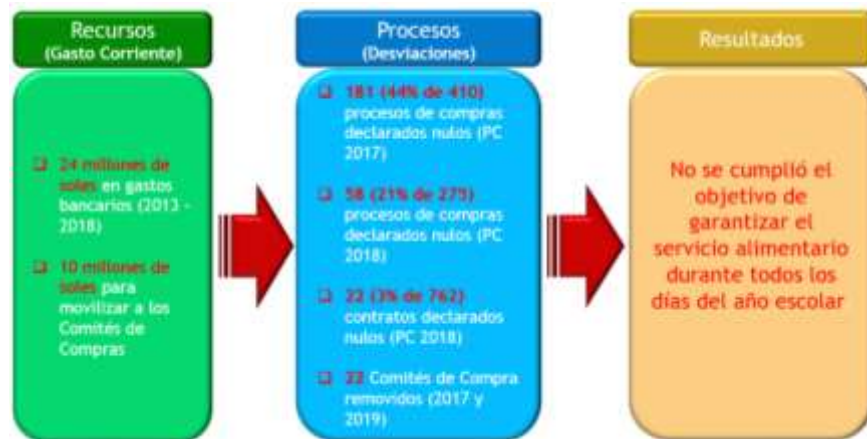 Recursos
(Gasto Corriente)
24 millones de
soles en gastos
bancarios (2013 -
2018)
10 millones de
soles para
movilizar a los
Comités de
Compras
Procesos
(Desviaciones)
181 (44% de 410)
procesos de compras
declarados nulos (PC
2017)
58 (21% de 275)
procesos de compras
declarados nulos (PC
2018)
22 (3% de 762)
contratos declarados
nulos (PC 2018)
22 Comités de Compra
removidos (2017 y
2019)
Resultados
No se cumplió el
objetivo de
garantizar el
servicio alimentario
durante todos los
días del año escolar